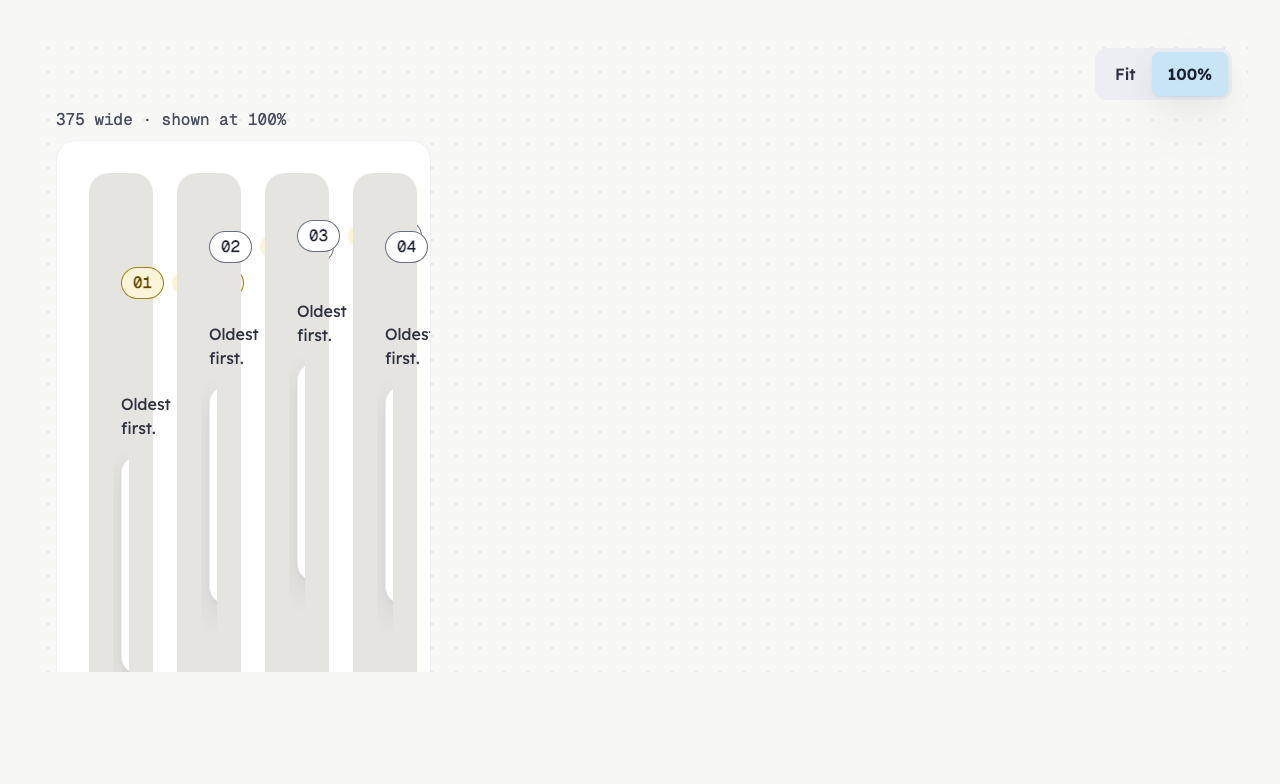 Fit
100%
375 wide · shown at 100%
01
02
03
04
Oldest
first.
Oldest
first.
Oldest
first.
Oldest
first.